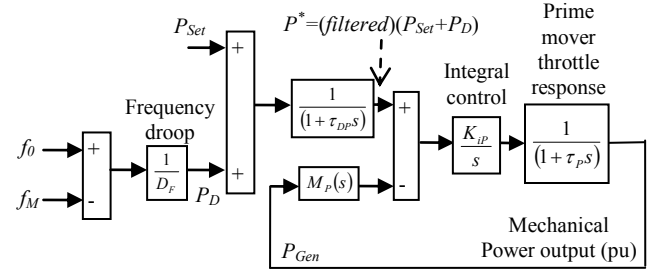 P_Set
P*=(filtered)(P_Set+P_D)
Prime
mover
throttle
response
Integral
control
Frequency
droop
f_0
f_M
+
-
1
D_F
P_D
+
+
1
(1+τ_DP s)
M_P(s)
+
-
K_iP
s
1
(1+τ_P s)
P_Gen
Mechanical
Power output (pu)